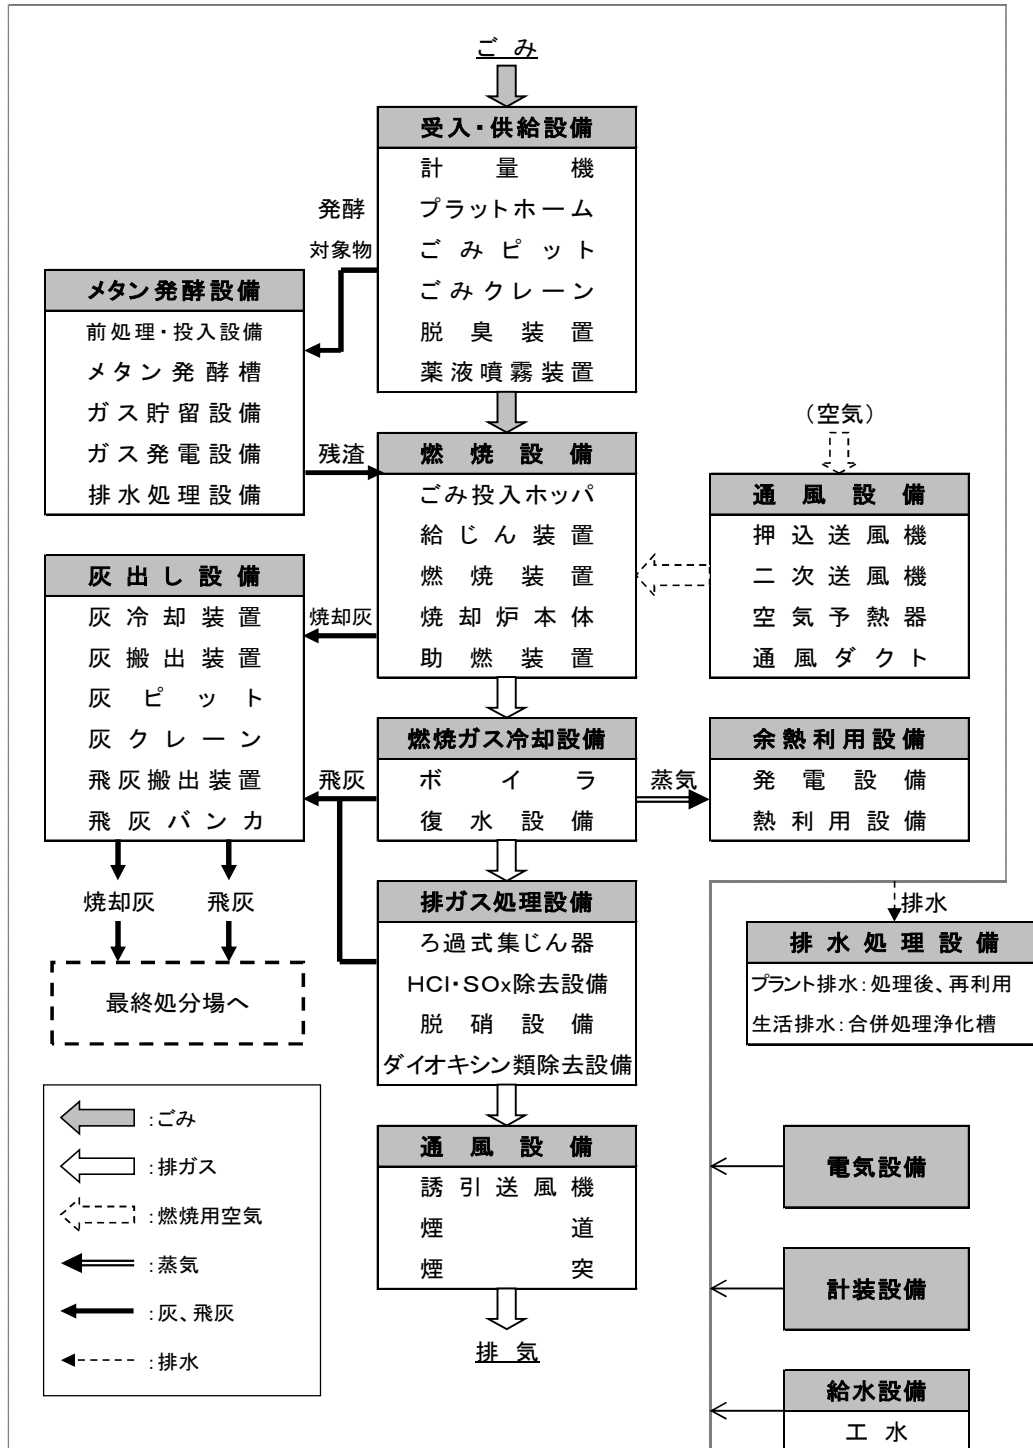 ごみ
受入・供給設備
計量機
プラットホーム
ごみピット
ごみクレーン
脱臭装置
薬液噴霧装置
発酵
対象物
メタン発酵設備
前処理・投入設備
メタン発酵槽
ガス貯留設備
ガス発電設備
排水処理設備
残渣
燃焼設備
ごみ投入ホッパ
給じん装置
燃焼装置
焼却炉本体
助燃装置
（空気）
通風設備
押込送風機
二次送風機
空気予熱器
通風ダクト
灰出し設備
灰冷却装置
灰搬出装置
灰ピット
灰クレーン
飛灰搬出装置
飛灰バンカ
焼却灰
燃焼ガス冷却設備
ボイラ
復水設備
飛灰
蒸気
余熱利用設備
発電設備
熱利用設備
焼却灰
飛灰
最終処分場へ
排ガス処理設備
ろ過式集じん器
HCl・SOx除去設備
脱硝設備
ダイオキシン類除去設備
排水
排水処理設備
プラント排水：処理後、再利用
生活排水：合併処理浄化槽
通風設備
誘引送風機
煙道
煙突
排気
電気設備
計装設備
給水設備
工水
：ごみ
：排ガス
：燃焼用空気
：蒸気
：灰、飛灰
：排水